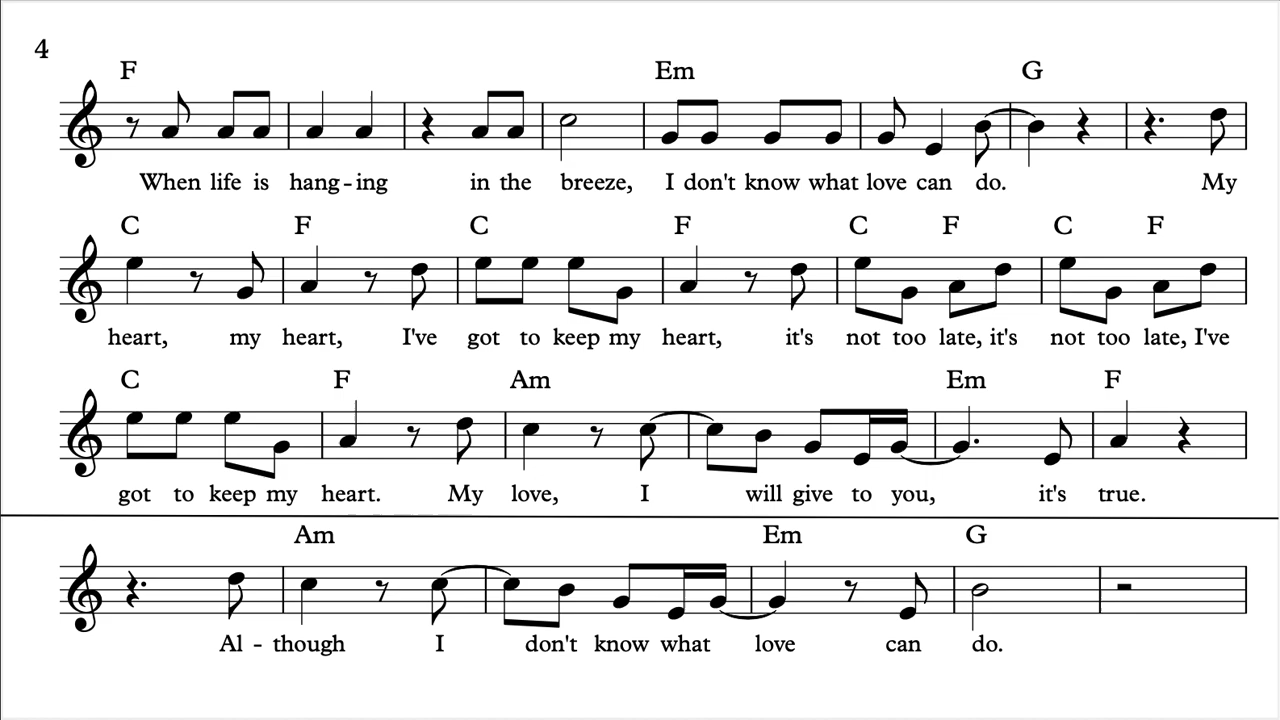 4
F Em G
When life is hang - ing in the breeze, I don't know what love can do. My
C F C F C F C F
heart, my heart, I've got to keep my heart, it's not too late, it's not too late, I've
C F Am Em F
got to keep my heart. My love, I will give to you, it's true.
Am Em G
Al - though I don't know what love can do.